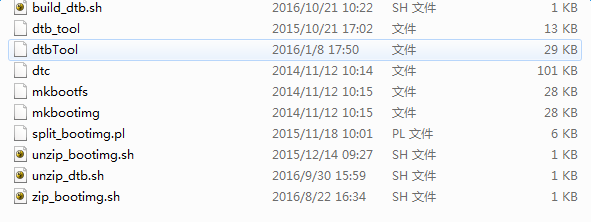 build_dtb.sh 2016/10/21 10:22 SH 文件 1 KB
dtb_tool 2015/10/21 17:02 文件 13 KB
dtbTool 2016/1/8 17:50 文件 29 KB
dtc 2014/11/12 10:14 文件 101 KB
mkbootfs 2014/11/12 10:15 文件 28 KB
mkbootimg 2014/11/12 10:15 文件 28 KB
split_bootimg.pl 2015/11/18 10:01 PL 文件 6 KB
unzip_bootimg.sh 2015/12/14 09:27 SH 文件 1 KB
unzip_dtb.sh 2016/9/30 15:59 SH 文件 1 KB
zip_bootimg.sh 2016/8/22 16:34 SH 文件 1 KB